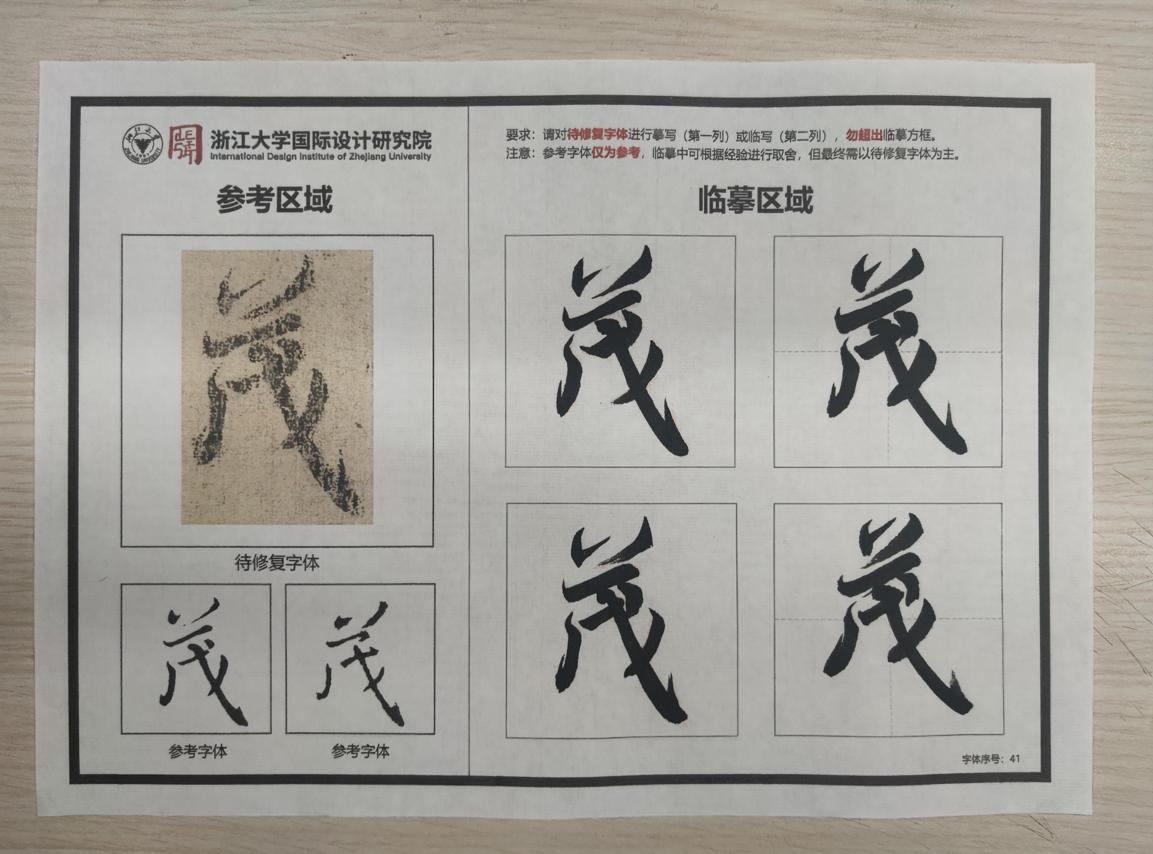 浙江大学国际设计研究院
International Design Institute of Zhejiang University
参考区域
茂
待修复字体
茂
茂
参考字体
参考字体
要求：请对待修复字体进行摹写（第一列）或临写（第二列），勿超出临摹方框。
注意：参考字体仅为参考，临摹中可根据经验进行取舍，但最终需以待修复字体为主。
临摹区域
茂
茂
茂
茂
字体序号：41